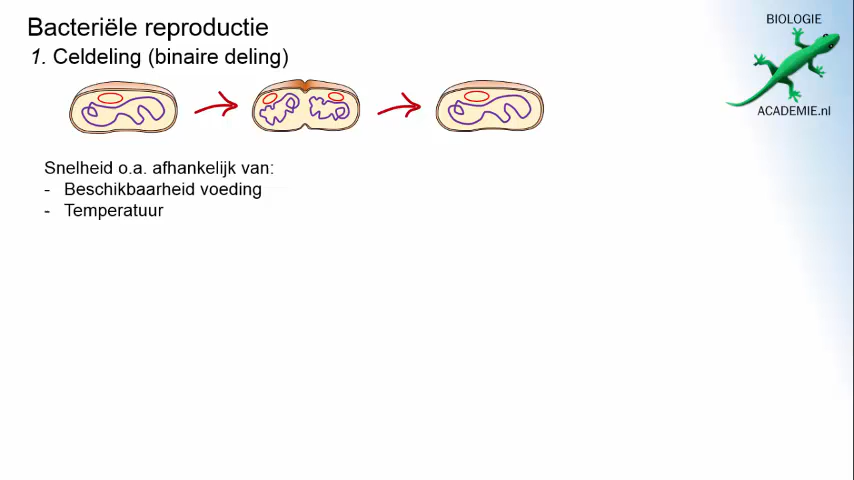 Bacteriële reproductie
1. Celdeling (binaire deling)
Snelheid o.a. afhankelijk van:
- Beschikbaarheid voeding
- Temperatuur
BIOLOGIE
ACADEMIE.nl